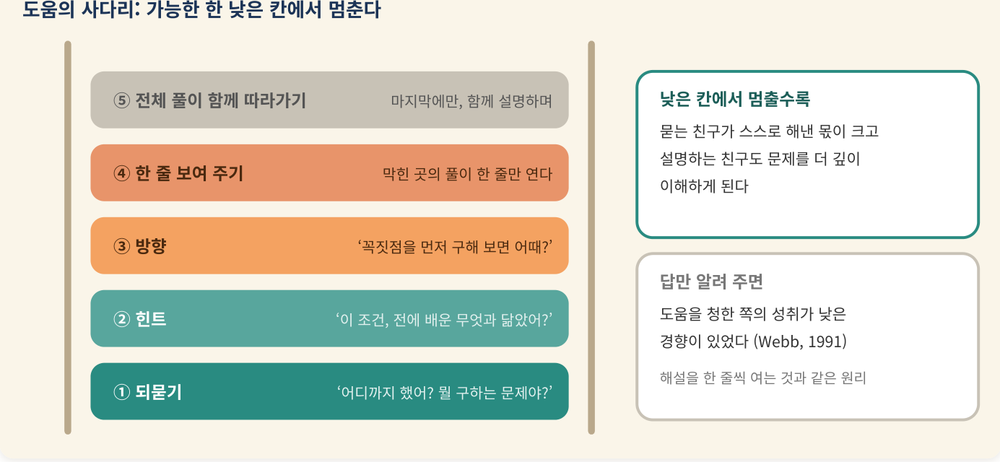 도움의 사다리: 가능한 한 낮은 칸에서 멈춘다
⑤ 전체 풀이 함께 따라가기 마지막에만, 함께 설명하며
④ 한 줄 보여 주기 막힌 곳의 풀이 한 줄만 연다
③ 방향 ‘꼭짓점을 먼저 구해 보면 어때?’
② 힌트 ‘이 조건, 전에 배운 무엇과 닮았어?’
① 되묻기 ‘어디까지 했어? 뭘 구하는 문제야?’
낮은 칸에서 멈출수록
묻는 친구가 스스로 해낸 몫이 크고
설명하는 친구도 문제를 더 깊이
이해하게 된다
답만 알려 주면
도움을 청한 쪽의 성취가 낮은
경향이 있었다 (Webb, 1991)
해설을 한 줄씩 여는 것과 같은 원리